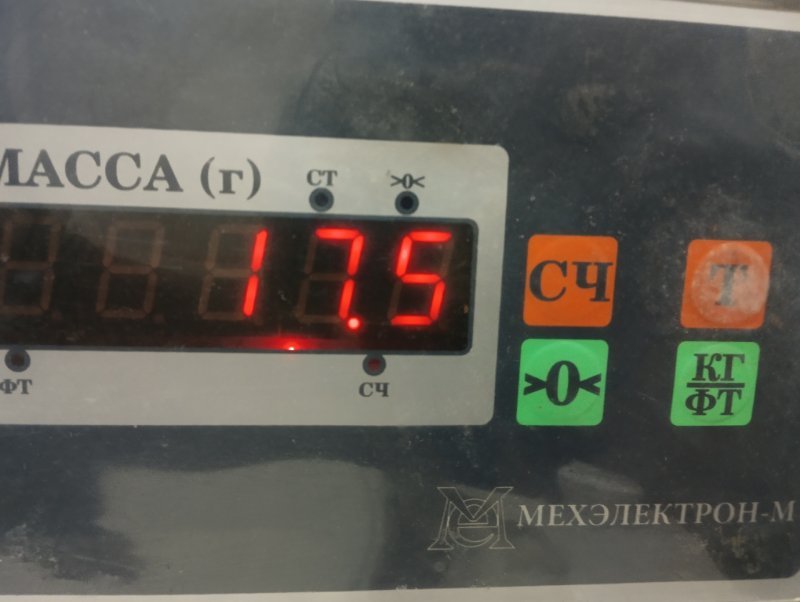 МАССА (г)
СТ >0<
17.5
ФТ СЧ
СЧ Т
>0< КГ
ФТ
МЕХЭЛЕКТРОН-М